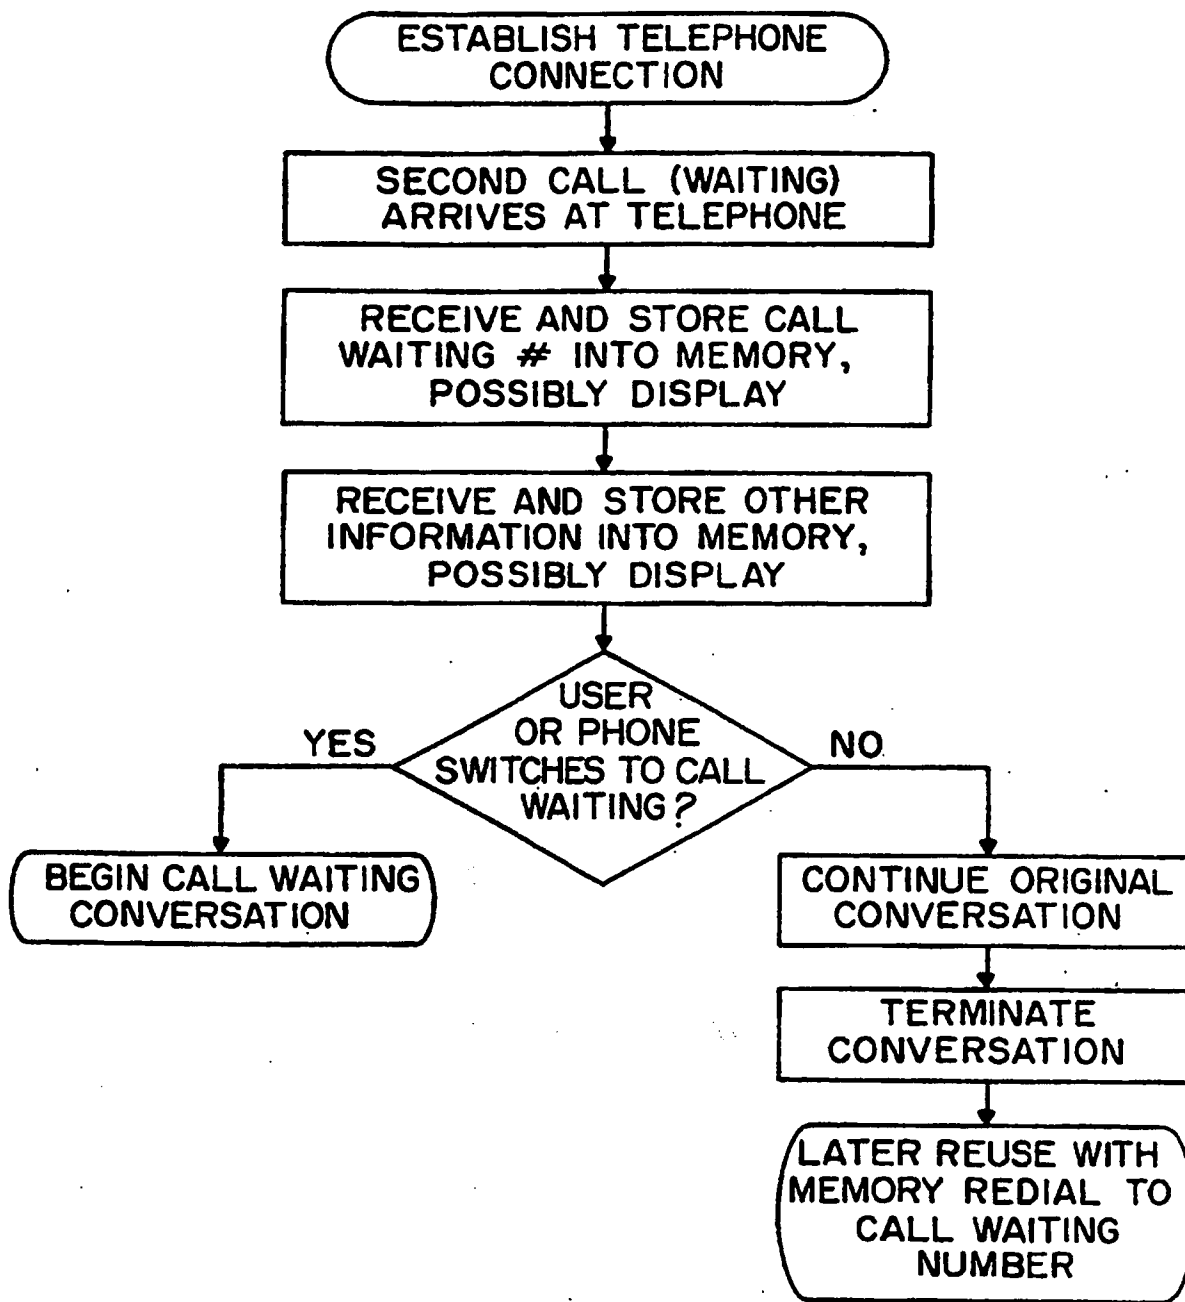 ESTABLISH TELEPHONE
CONNECTION
SECOND CALL (WAITING)
ARRIVES AT TELEPHONE
RECEIVE AND STORE CALL
WAITING # INTO MEMORY,
POSSIBLY DISPLAY
RECEIVE AND STORE OTHER
INFORMATION INTO MEMORY,
POSSIBLY DISPLAY
USER
OR PHONE
SWITCHES TO CALL
WAITING?
YES
NO
BEGIN CALL WAITING
CONVERSATION
CONTINUE ORIGINAL
CONVERSATION
TERMINATE
CONVERSATION
LATER REUSE WITH
MEMORY REDIAL TO
CALL WAITING
NUMBER